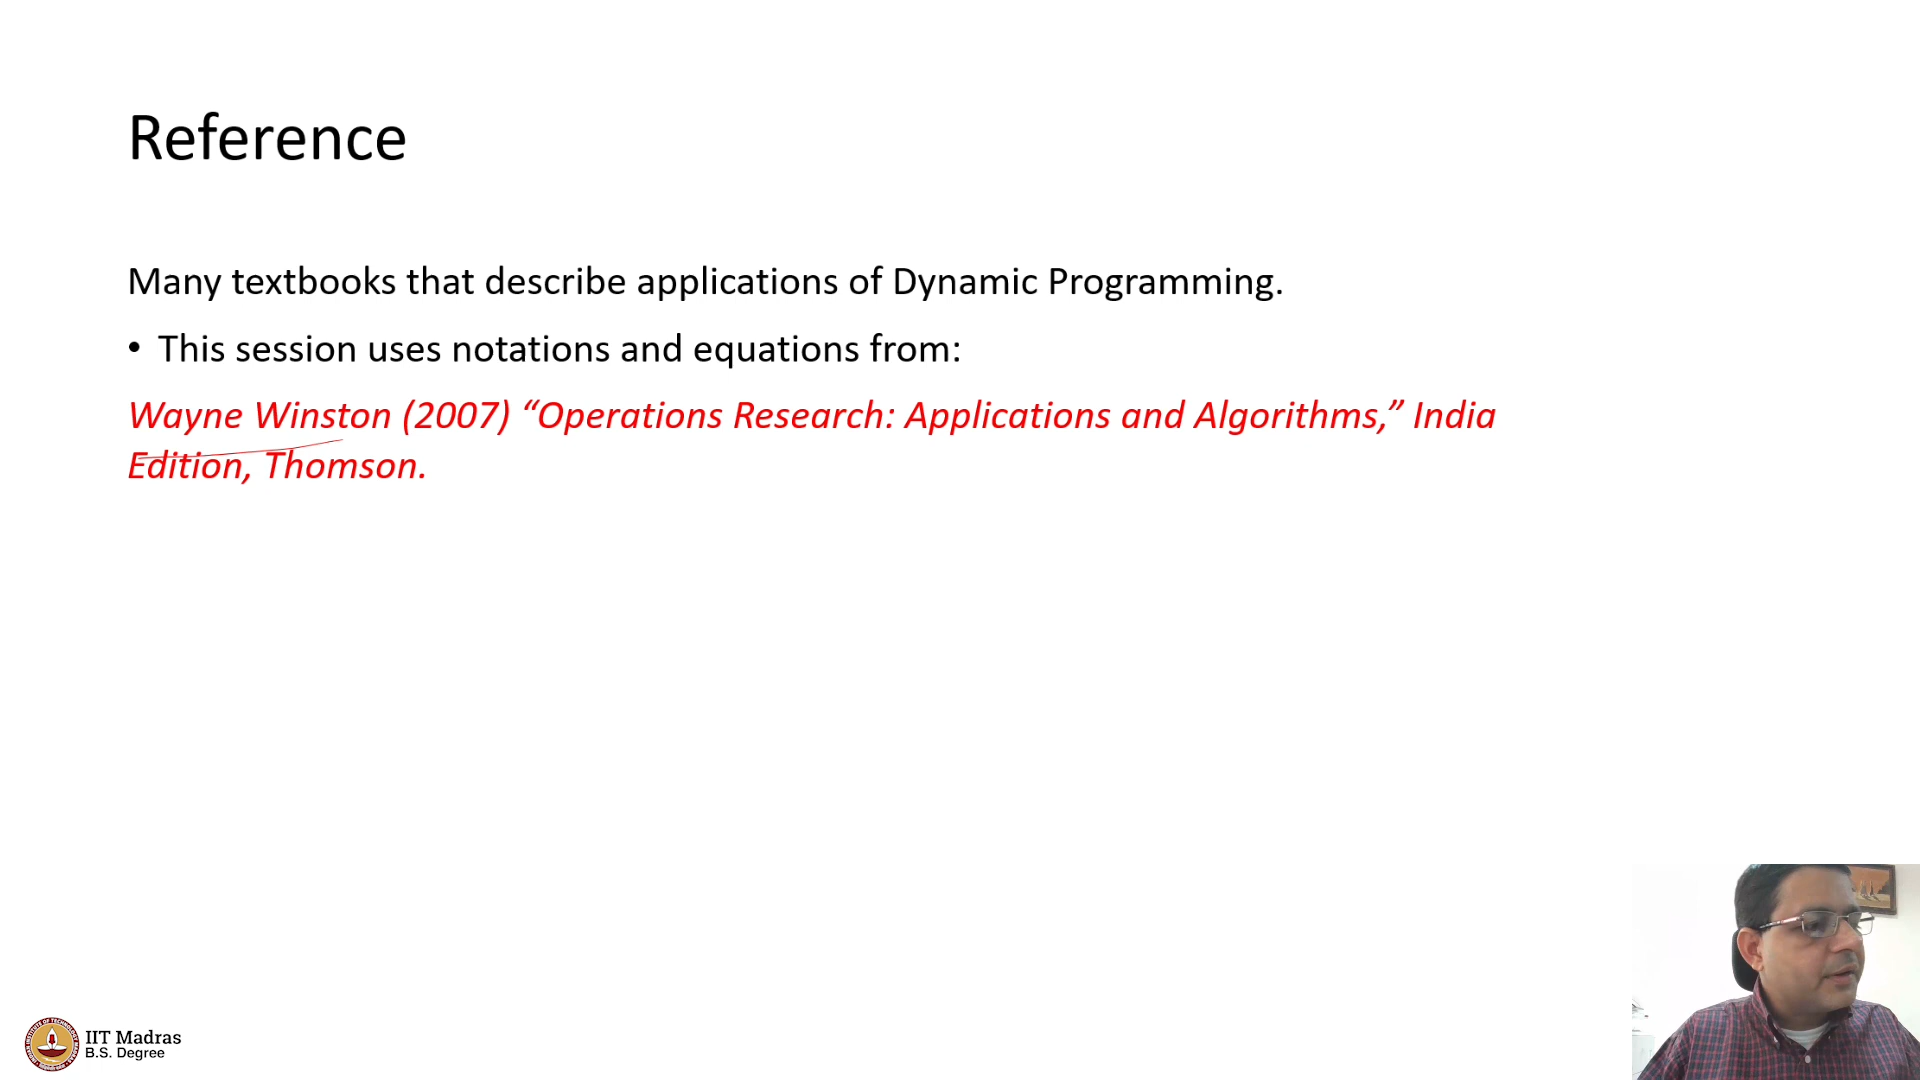 Reference
Many textbooks that describe applications of Dynamic Programming.
• This session uses notations and equations from:
Wayne Winston (2007) “Operations Research: Applications and Algorithms,” India
Edition, Thomson.
IIT Madras
B.S. Degree